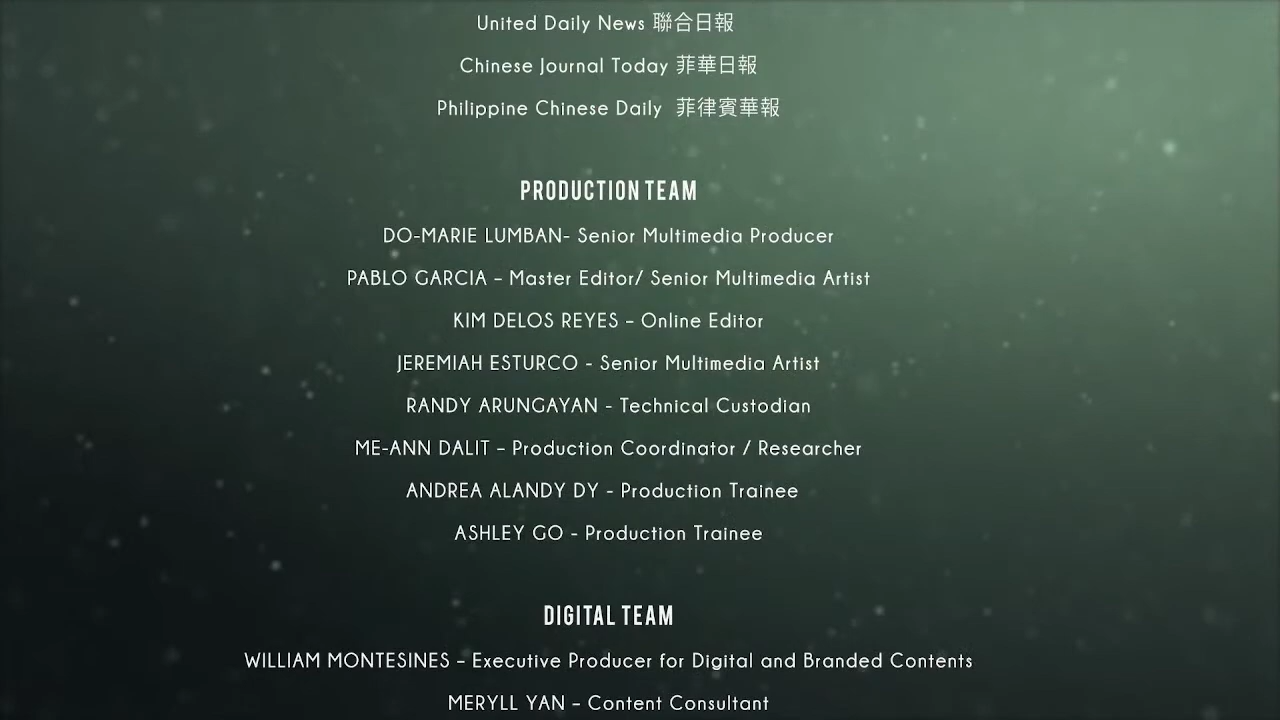 United Daily News 聯合日報
Chinese Journal Today 菲華日報
Philippine Chinese Daily 菲律賓華報
PRODUCTION TEAM
DO-MARIE LUMBAN- Senior Multimedia Producer
PABLO GARCIA – Master Editor/ Senior Multimedia Artist
KIM DELOS REYES – Online Editor
JEREMIAH ESTURCO - Senior Multimedia Artist
RANDY ARUNGAYAN - Technical Custodian
ME-ANN DALIT – Production Coordinator / Researcher
ANDREA ALANDY DY - Production Trainee
ASHLEY GO - Production Trainee
DIGITAL TEAM
WILLIAM MONTESINES – Executive Producer for Digital and Branded Contents
MERYLL YAN – Content Consultant